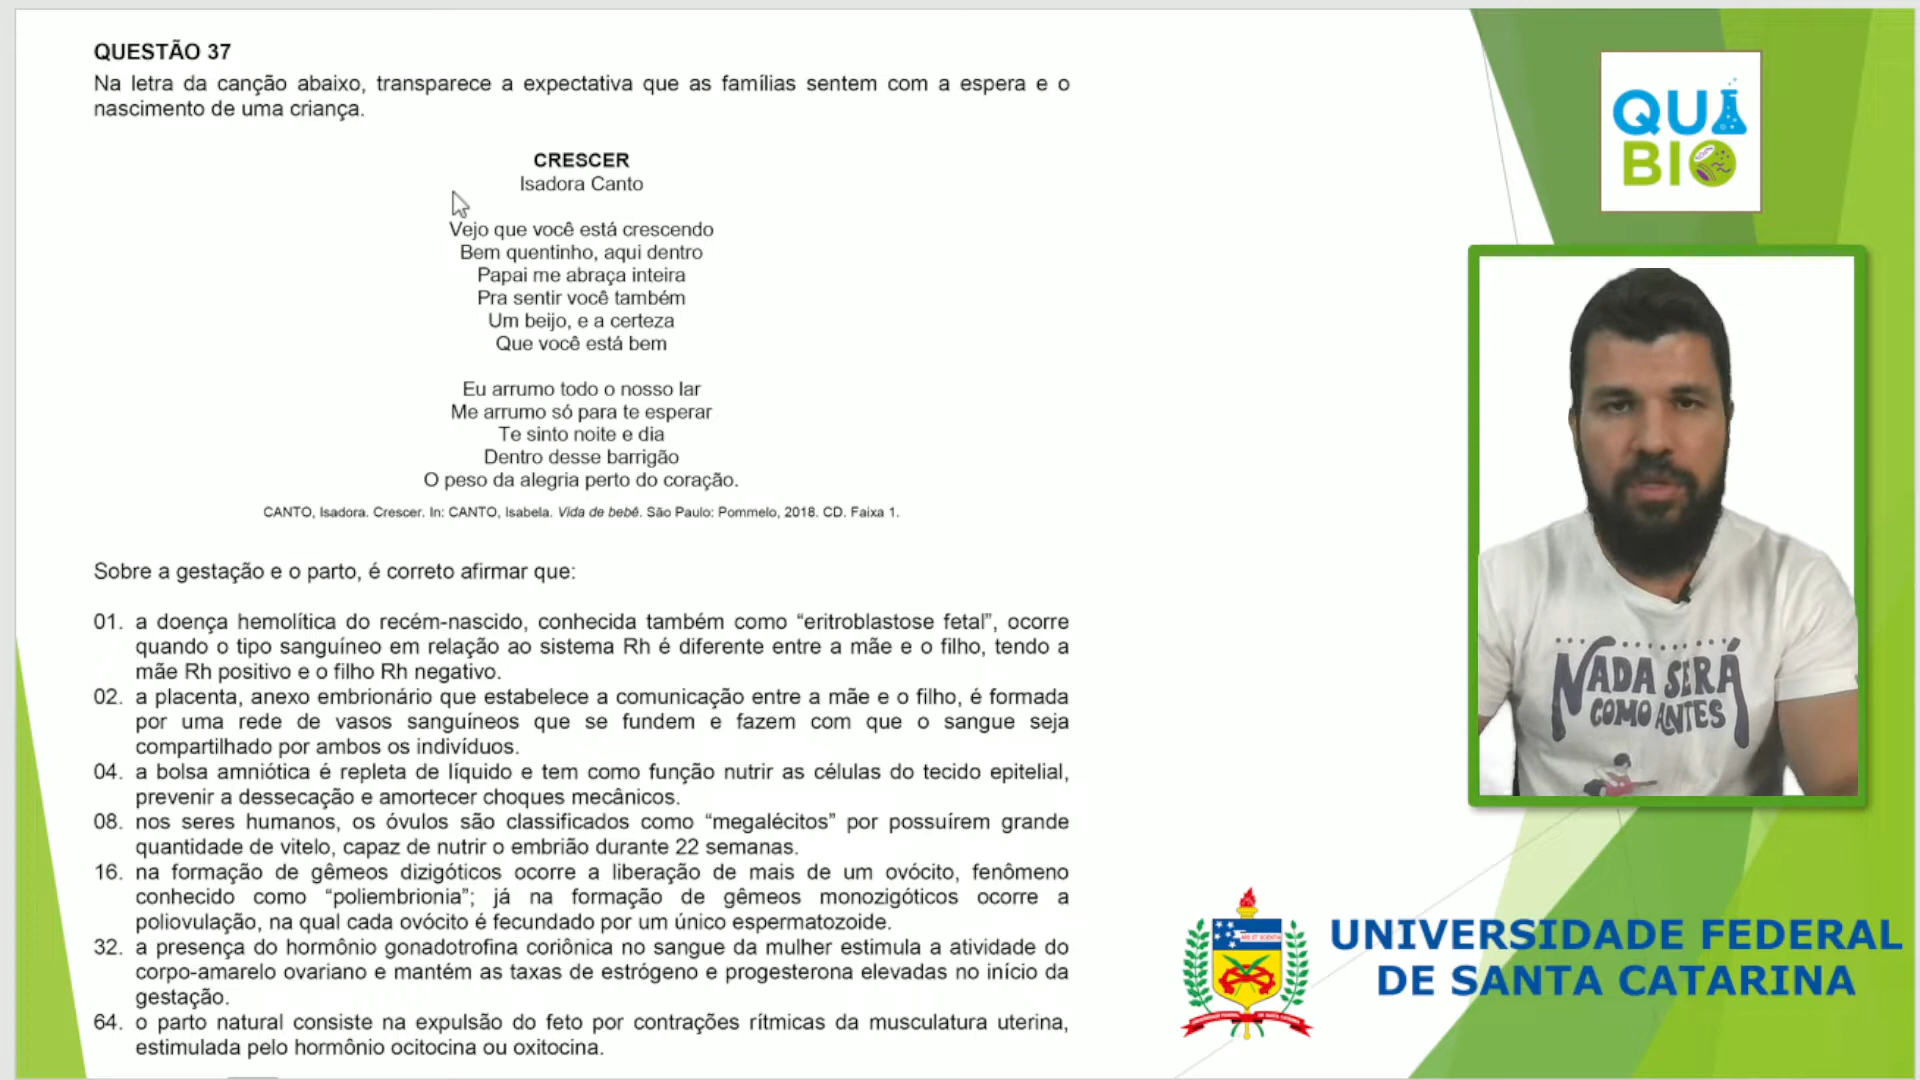 QUESTÃO 37
Na letra da canção abaixo, transparece a expectativa que as famílias sentem com a espera e o
nascimento de uma criança.
CRESCER
Isadora Canto
Vejo que você está crescendo
Bem quentinho, aqui dentro
Papai me abraça inteira
Pra sentir você também
Um beijo, e a certeza
Que você está bem
Eu arrumo todo o nosso lar
Me arrumo só para te esperar
Te sinto noite e dia
Dentro desse barrigão
O peso da alegria perto do coração.
CANTO, Isadora. Crescer. In: CANTO, Isabela. Vida de bebê. São Paulo: Pommelo, 2018. CD. Faixa 1.
Sobre a gestação e o parto, é correto afirmar que:
01. a doença hemolítica do recém-nascido, conhecida também como “eritroblastose fetal”, ocorre
quando o tipo sanguíneo em relação ao sistema Rh é diferente entre a mãe e o filho, tendo a
mãe Rh positivo e o filho Rh negativo.
02. a placenta, anexo embrionário que estabelece a comunicação entre a mãe e o filho, é formada
por uma rede de vasos sanguíneos que se fundem e fazem com que o sangue seja
compartilhado por ambos os indivíduos.
04. a bolsa amniótica é repleta de líquido e tem como função nutrir as células do tecido epitelial,
prevenir a dessecação e amortecer choques mecânicos.
08. nos seres humanos, os óvulos são classificados como “megalécitos” por possuírem grande
quantidade de vitelo, capaz de nutrir o embrião durante 22 semanas.
16. na formação de gêmeos dizigóticos ocorre a liberação de mais de um ovócito, fenômeno
conhecido como “poliembrionia”; já na formação de gêmeos monozigóticos ocorre a
poliovulação, na qual cada ovócito é fecundado por um único espermatozoide.
32. a presença do hormônio gonadotrofina coriônica no sangue da mulher estimula a atividade do
corpo-amarelo ovariano e mantém as taxas de estrógeno e progesterona elevadas no início da
gestação.
64. o parto natural consiste na expulsão do feto por contrações rítmicas da musculatura uterina,
estimulada pelo hormônio ocitocina ou oxitocina.
QUI
BIO
NADA SERÁ
COMO ANTES
UNIVERSIDADE FEDERAL
DE SANTA CATARINA